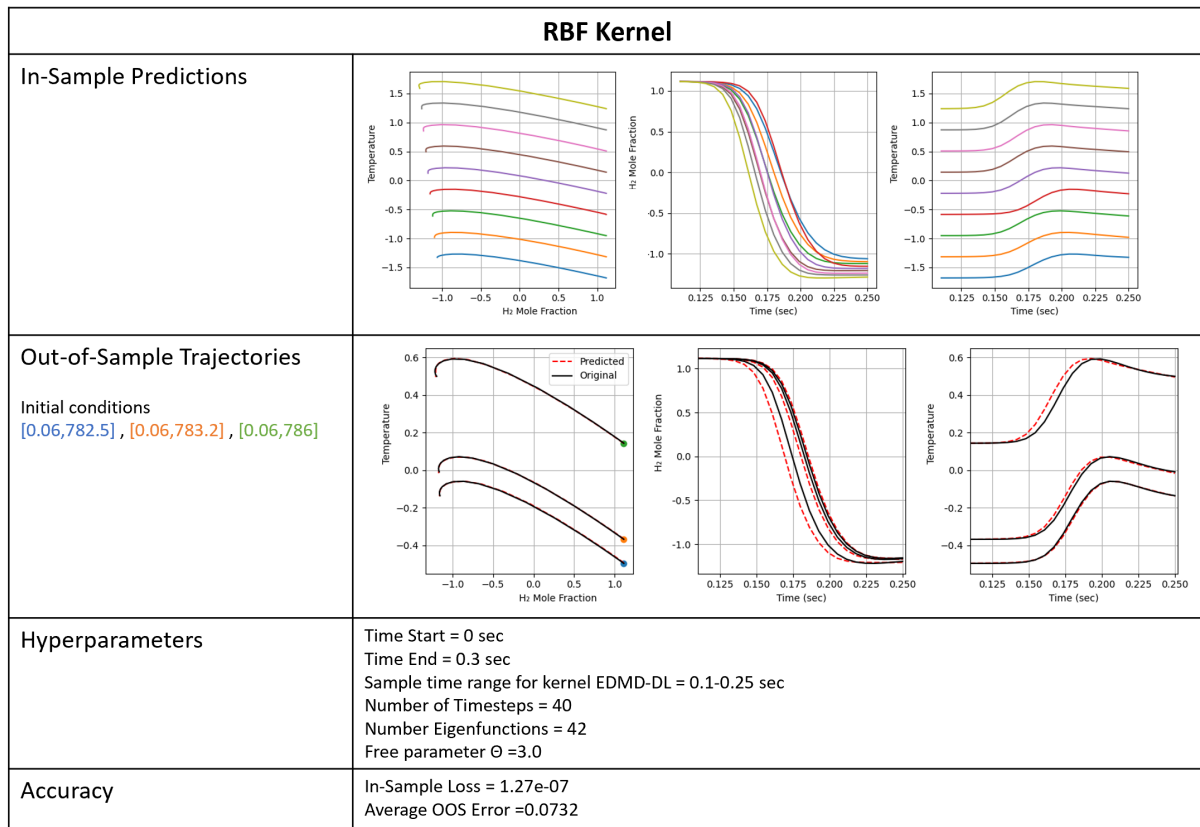 RBF Kernel
In-Sample Predictions
1.5
1.0
0.5
0.0
−0.5
−1.0
−1.5
Temperature
−1.0 −0.5 0.0 0.5 1.0
H₂ Mole Fraction
1.0
0.5
0.0
−0.5
−1.0
H₂ Mole Fraction
0.125 0.150 0.175 0.200 0.225 0.250
Time (sec)
1.5
1.0
0.5
0.0
−0.5
−1.0
−1.5
Temperature
0.125 0.150 0.175 0.200 0.225 0.250
Time (sec)
Out-of-Sample Trajectories
Initial conditions
[0.06,782.5] , [0.06,783.2] , [0.06,786]
0.6
0.4
0.2
0.0
−0.2
−0.4
Temperature
Predicted
Original
−1.0 −0.5 0.0 0.5 1.0
H₂ Mole Fraction
1.0
0.5
0.0
−0.5
−1.0
H₂ Mole Fraction
0.125 0.150 0.175 0.200 0.225 0.250
Time (sec)
0.6
0.4
0.2
0.0
−0.2
−0.4
Temperature
0.125 0.150 0.175 0.200 0.225 0.250
Time (sec)
Hyperparameters
Time Start = 0 sec
Time End = 0.3 sec
Sample time range for kernel EDMD-DL = 0.1-0.25 sec
Number of Timesteps = 40
Number Eigenfunctions = 42
Free parameter Θ =3.0
Accuracy
In-Sample Loss = 1.27e-07
Average OOS Error =0.0732